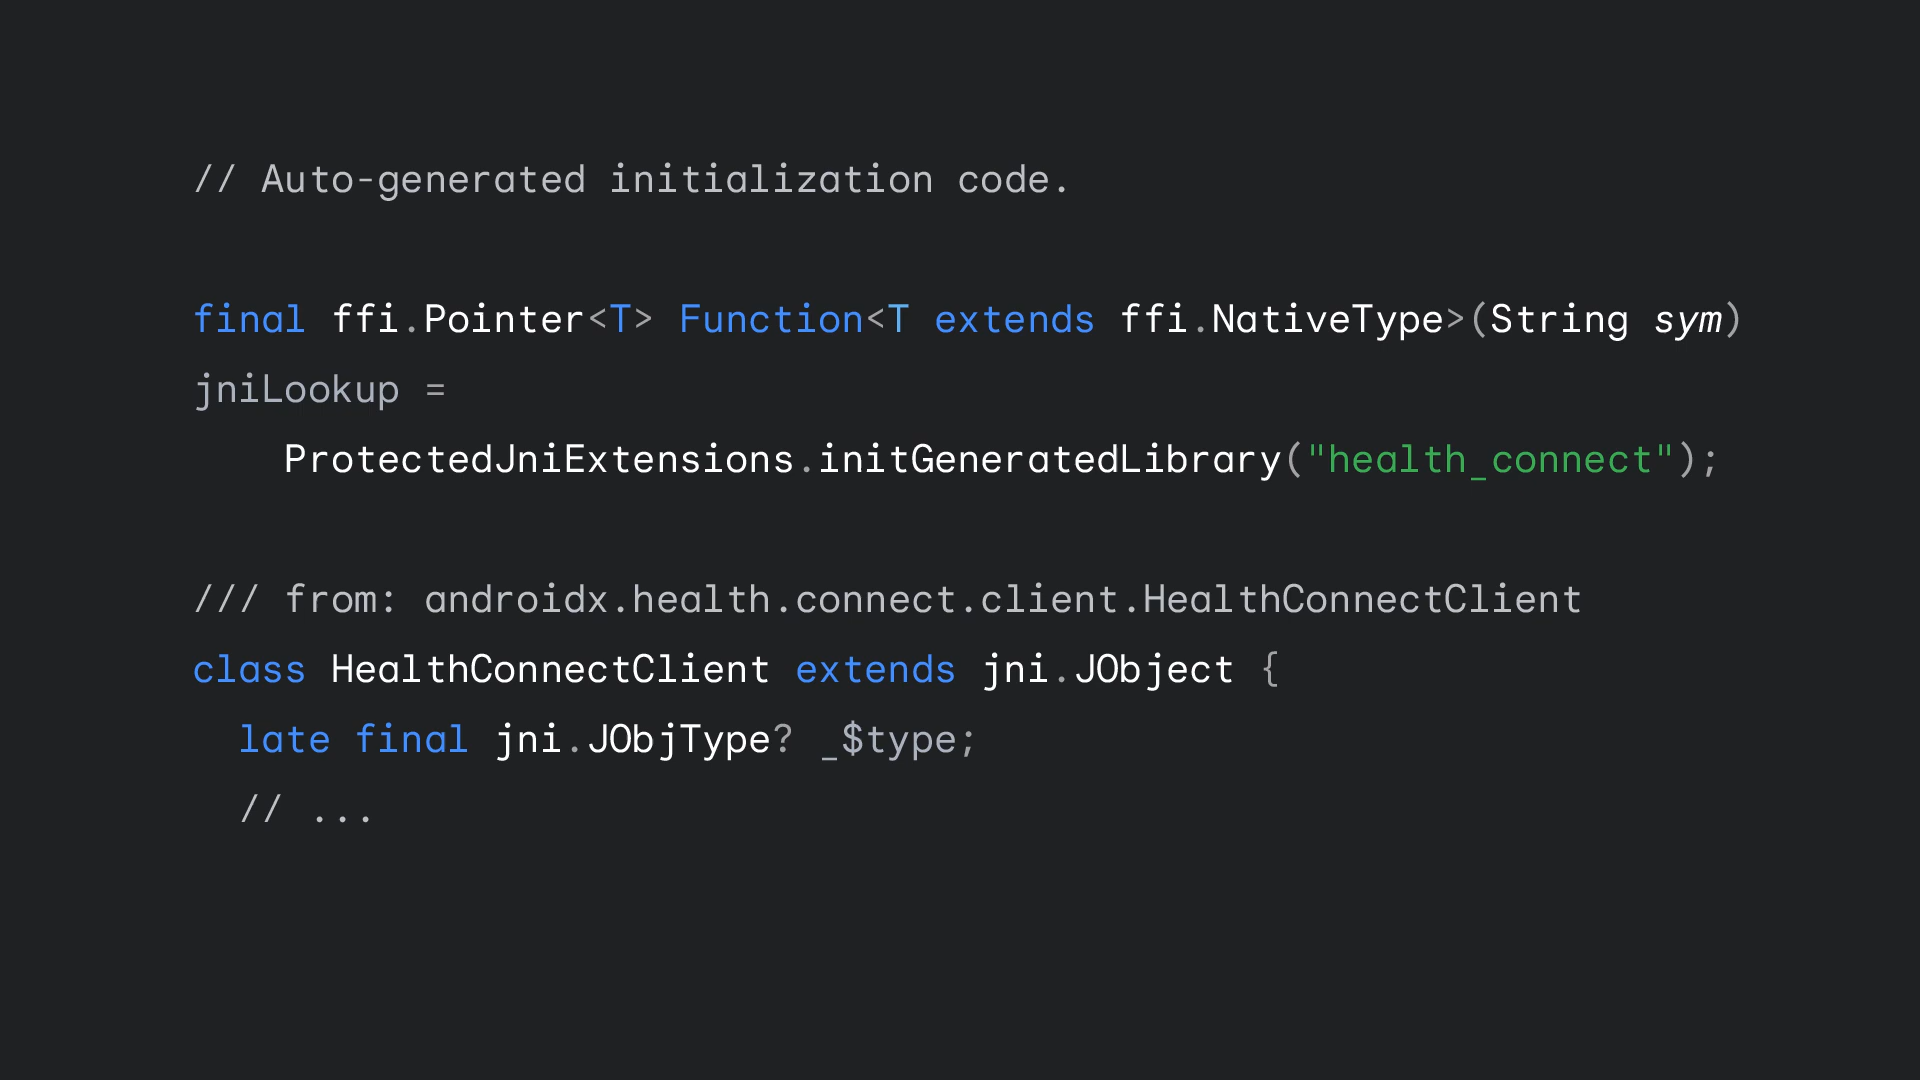 // Auto-generated initialization code.
final ffi.Pointer<T> Function<T extends ffi.NativeType>(String sym)
jniLookup =
ProtectedJniExtensions.initGeneratedLibrary("health_connect");
/// from: androidx.health.connect.client.HealthConnectClient
class HealthConnectClient extends jni.JObject {
late final jni.JObjType? _$type;
// ...